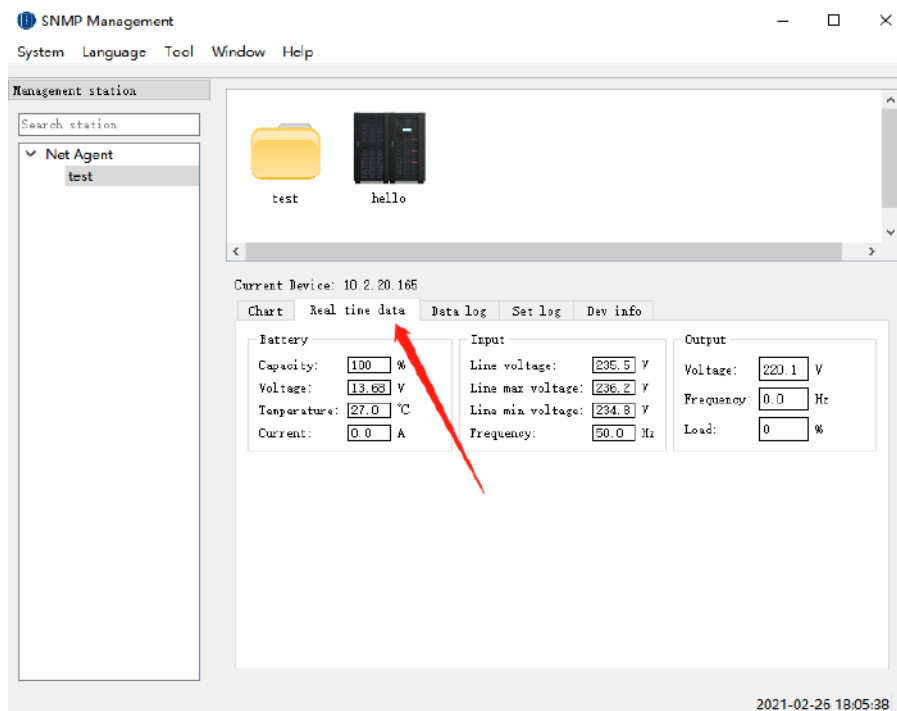 SNMP Management
System Language Tool Window Help
Management station
Search station
Net Agent
test
test hello
Current Device: 10.2.20.165
Chart Real time data Data log Set log Dev info
Battery
Capacity: 100 %
Voltage: 13.68 V
Temperature: 27.0 ℃
Current: 0.0 A
Input
Line voltage: 235.5 V
Line max voltage: 236.2 V
Line min voltage: 234.8 V
Frequency: 50.0 Hz
Output
Voltage: 220.1 V
Frequency: 0.0 Hz
Load: 0 %
2021-02-26 18:05:38